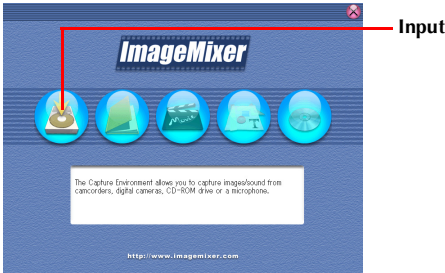 Input
ImageMixer
Movie
T
The Capture Environment allows you to capture images/sound from
camcorders, digital cameras, CD-ROM drive or a microphone.
http://www.imagemixer.com